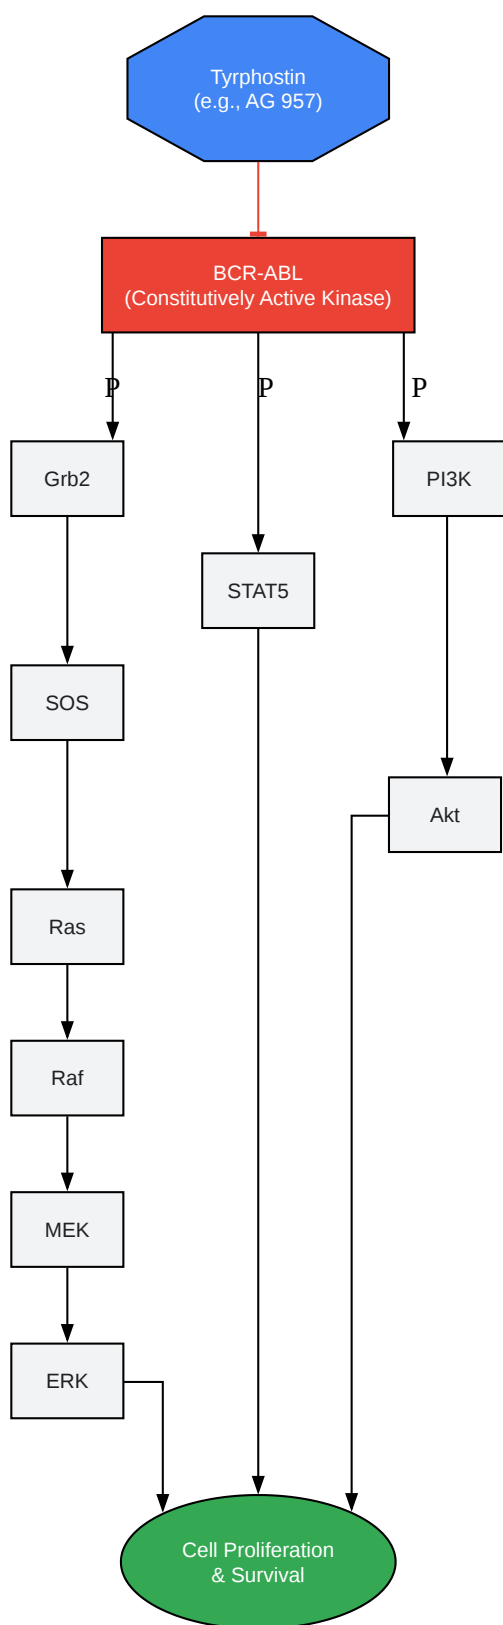 Tyrphostin
(e.g., AG 957)
BCR-ABL
(Constitutively Active Kinase)
P
P
P
Grb2
PI3K
STAT5
SOS
Akt
Ras
Raf
MEK
ERK
Cell Proliferation
& Survival